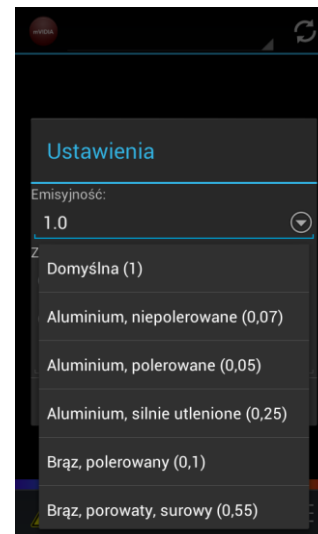 mVIDIA
Ustawienia
Emisyjność:
1.0
Z
Domyślna (1)
Aluminium, niepolerowane (0,07)
Aluminium, polerowane (0,05)
Aluminium, silnie utlenione (0,25)
Brąz, polerowany (0,1)
Brąz, porowaty, surowy (0,55)